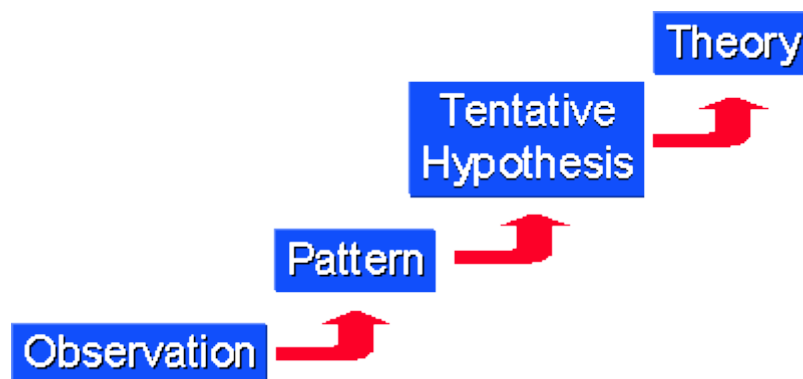 Theory
Tentative
Hypothesis
Pattern
Observation